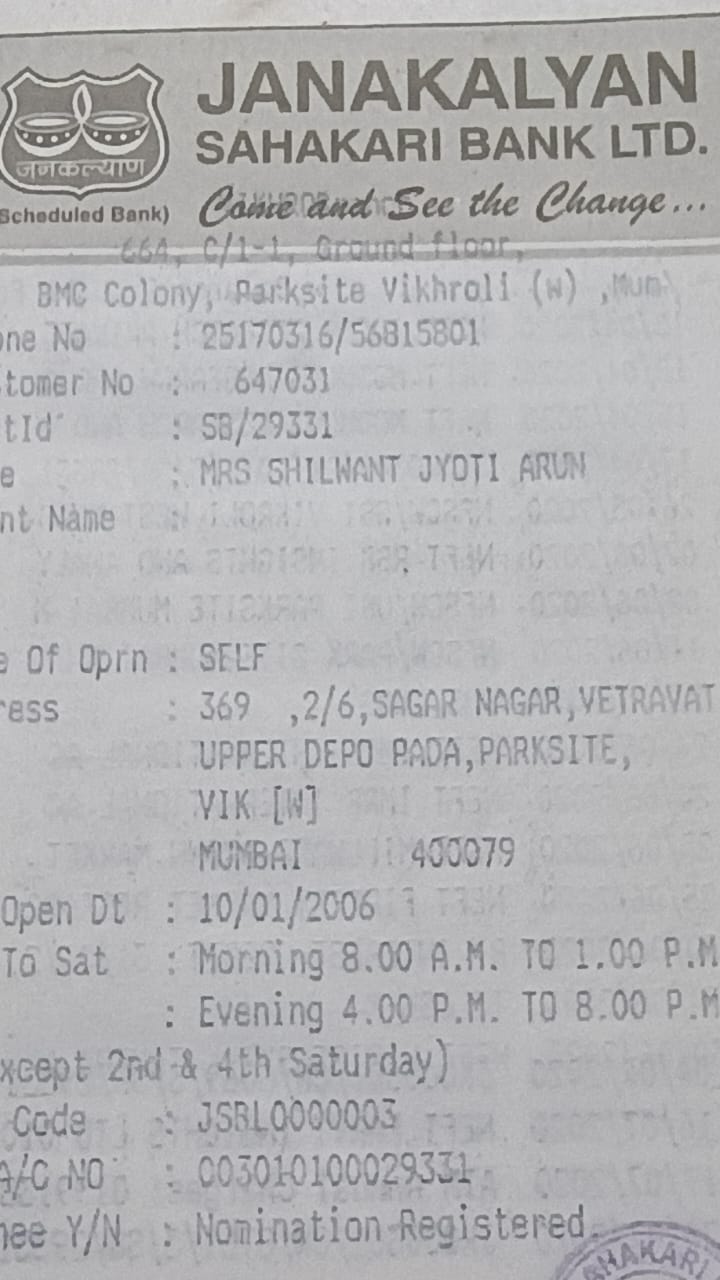 जनकल्याण
JANAKALYAN
SAHAKARI BANK LTD.
Scheduled Bank)
Come and See the Change...
664, C/1-1, Ground floor,
BMC Colony, Parksite Vikhroli (W) ,Mum
one No : 25170316/56815801
tomer No : 647031
tId : SB/29331
e : MRS SHILWANT JYOTI ARUN
nt Name :
e Of Oprn : SELF
ress : 369 ,2/6,SAGAR NAGAR,VETRAVAT
UPPER DEPO PADA,PARKSITE,
VIK [W]
MUMBAI 400079
Open Dt : 10/01/2006
To Sat : Morning 8.00 A.M. TO 1.00 P.M
: Evening 4.00 P.M. TO 8.00 P.M
xcept 2nd & 4th Saturday)
Code : JSBL0000003
A/C NO : 003010100029331
nee Y/N : Nomination Registered.
AHAKARI